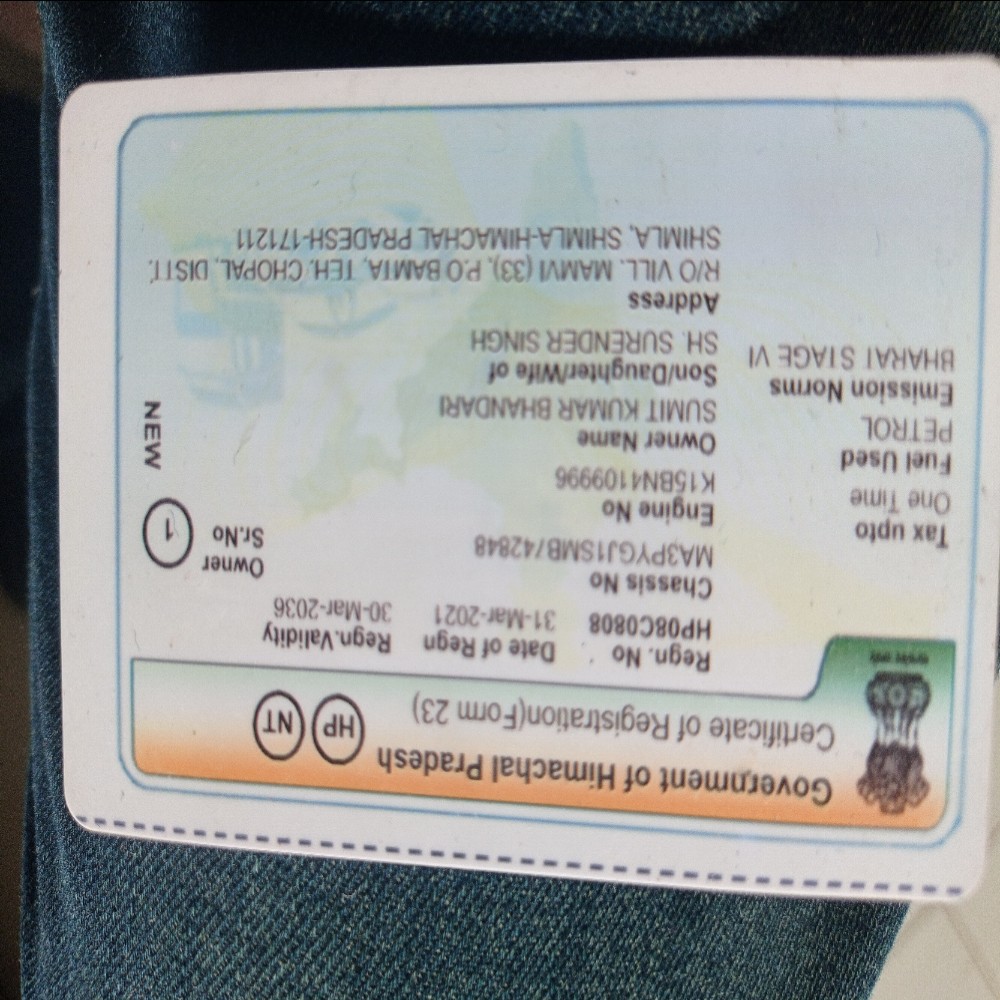 Government of Himachal Pradesh
Certificate of Registration(Form 23)
HP NT
Regn. No Date of Regn Regn.Validity
HP08C0808 31-Mar-2021 30-Mar-2036
Chassis No
MA3PYGJ1SMB742848
Owner
Sr.No
1
Tax upto
One Time
Engine No
K15BN4109996
NEW
Fuel Used
PETROL
Owner Name
SUMIT KUMAR BHANDARI
Emission Norms
BHARAT STAGE VI
Son/Daughter/Wife of
SH. SURENDER SINGH
Address
R/O VILL. MAMVI (33), P.O BAMTA, TEH. CHOPAL, DISTT.
SHIMLA, SHIMLA-HIMACHAL PRADESH-171211